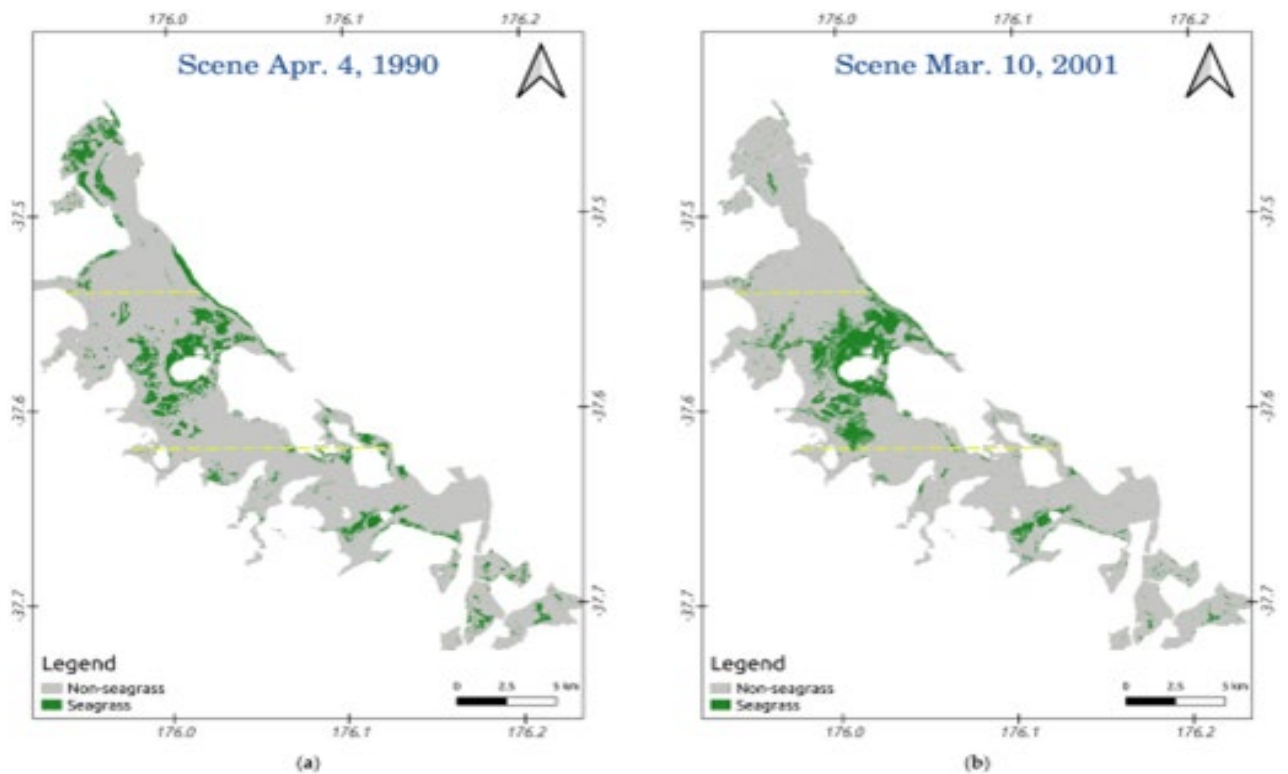 176.0 176.1 176.2
Scene Apr. 4, 1990
-37.5 -37.5
-37.6 -37.6
-37.7 -37.7
Legend
Non-seagrass
Seagrass
0 2.5 5 km
176.0 176.1 176.2
(a)
176.0 176.1 176.2
Scene Mar. 10, 2001
-37.5 -37.5
-37.6 -37.6
-37.7 -37.7
Legend
Non-seagrass
Seagrass
0 2.5 5 km
176.0 176.1 176.2
(b)